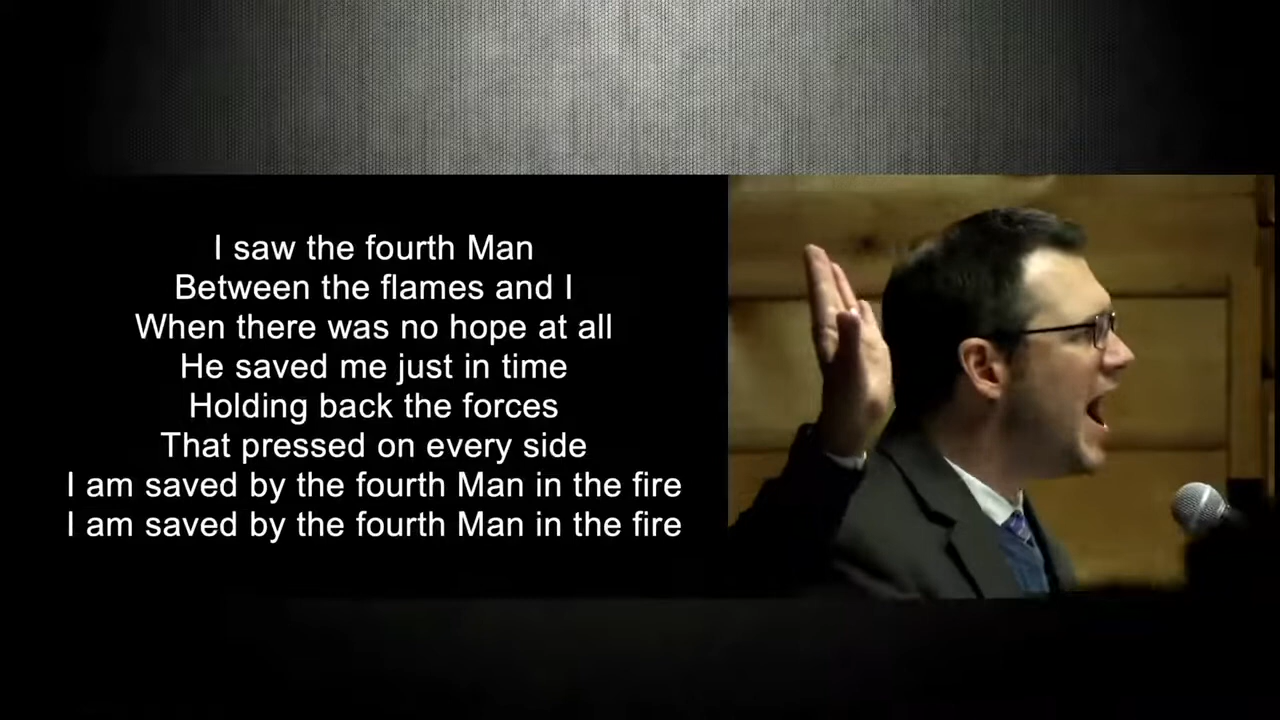 I saw the fourth Man
Between the flames and I
When there was no hope at all
He saved me just in time
Holding back the forces
That pressed on every side
I am saved by the fourth Man in the fire
I am saved by the fourth Man in the fire